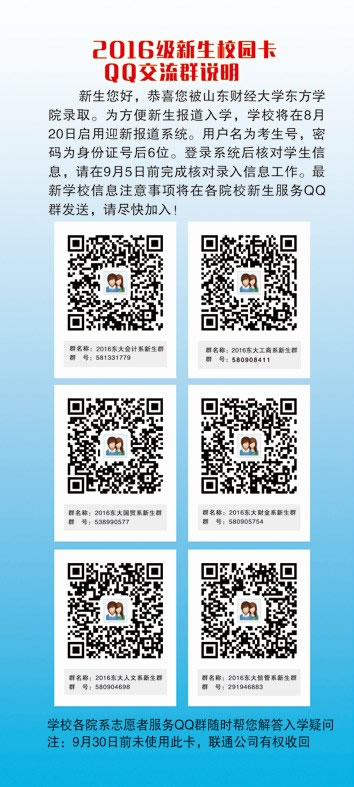 2016级新生校园卡
QQ交流群说明
新生您好，恭喜您被山东财经大学东方学
院录取。为方便新生报道入学，学校将在8月
20日启用迎新报道系统。用户名为考生号，密
码为身份证号后6位。登录系统后核对学生信
息，请在9月5日前完成核对录入信息工作。最
新学校信息注意事项将在各院校新生服务QQ
群发送，请尽快加入！
群名称：2016东大会计系新生群
群 号：581331779
群名称：2016东大工商系新生群
群 号：580908411
群名称：2016东大国贸系新生群
群 号：538990577
群名称：2016东大财金系新生群
群 号：580905754
群名称：2016东大人文系新生群
群 号：580904698
群名称：2016东大信管系新生群
群 号：291946883
学校各院系志愿者服务QQ群随时帮您解答入学疑问
注：9月30日前未使用此卡，联通公司有权收回